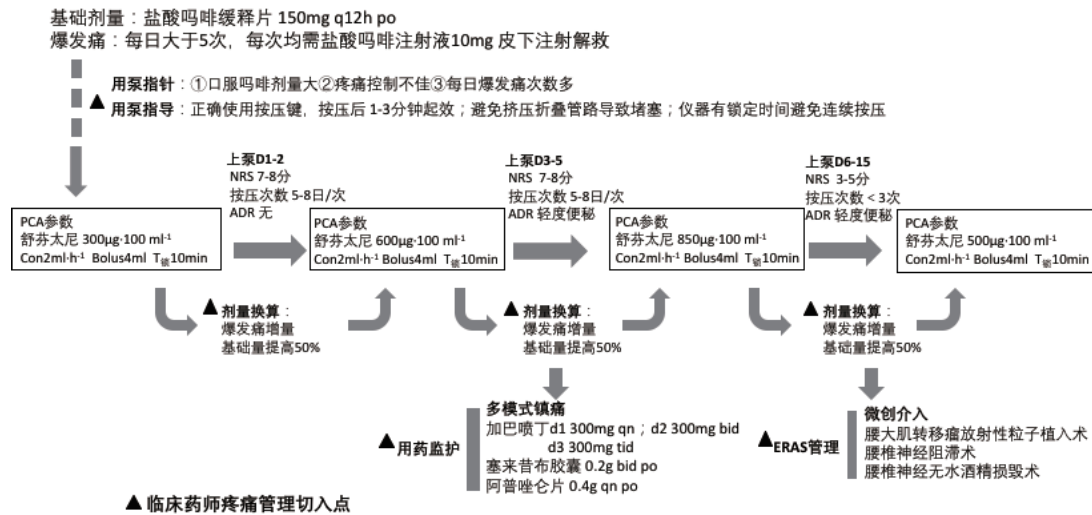 基础剂量：盐酸吗啡缓释片 150mg q12h po
爆发痛：每日大于5次，每次均需盐酸吗啡注射液10mg 皮下注射解救
用泵指针：①口服吗啡剂量大②疼痛控制不佳③每日爆发痛次数多
▲ 用泵指导：正确使用按压键，按压后 1-3分钟起效；避免挤压折叠管路导致堵塞；仪器有锁定时间避免连续按压
上泵D1-2
NRS 7-8分
按压次数 5-8日/次
ADR 无
上泵D3-5
NRS 7-8分
按压次数 5-8日/次
ADR 轻度便秘
上泵D6-15
NRS 3-5分
按压次数 < 3次
ADR 轻度便秘
PCA参数
舒芬太尼 300μg·100 ml⁻¹
Con2ml·h⁻¹ Bolus4ml T锁10min
PCA参数
舒芬太尼 600μg·100 ml⁻¹
Con2ml·h⁻¹ Bolus4ml T锁10min
PCA参数
舒芬太尼 850μg·100 ml⁻¹
Con2ml·h⁻¹ Bolus4ml T锁10min
PCA参数
舒芬太尼 500μg·100 ml⁻¹
Con2ml·h⁻¹ Bolus4ml T锁10min
▲ 剂量换算：
爆发痛增量
基础量提高50%
▲ 剂量换算：
爆发痛增量
基础量提高50%
▲ 剂量换算：
爆发痛增量
基础量提高50%
▲ 用药监护
多模式镇痛
加巴喷丁d1 300mg qn；d2 300mg bid
d3 300mg tid
塞来昔布胶囊 0.2g bid po
阿普唑仑片 0.4g qn po
▲ERAS管理
微创介入
腰大肌转移瘤放射性粒子植入术
腰椎神经阻滞术
腰椎神经无水酒精损毁术
▲ 临床药师疼痛管理切入点